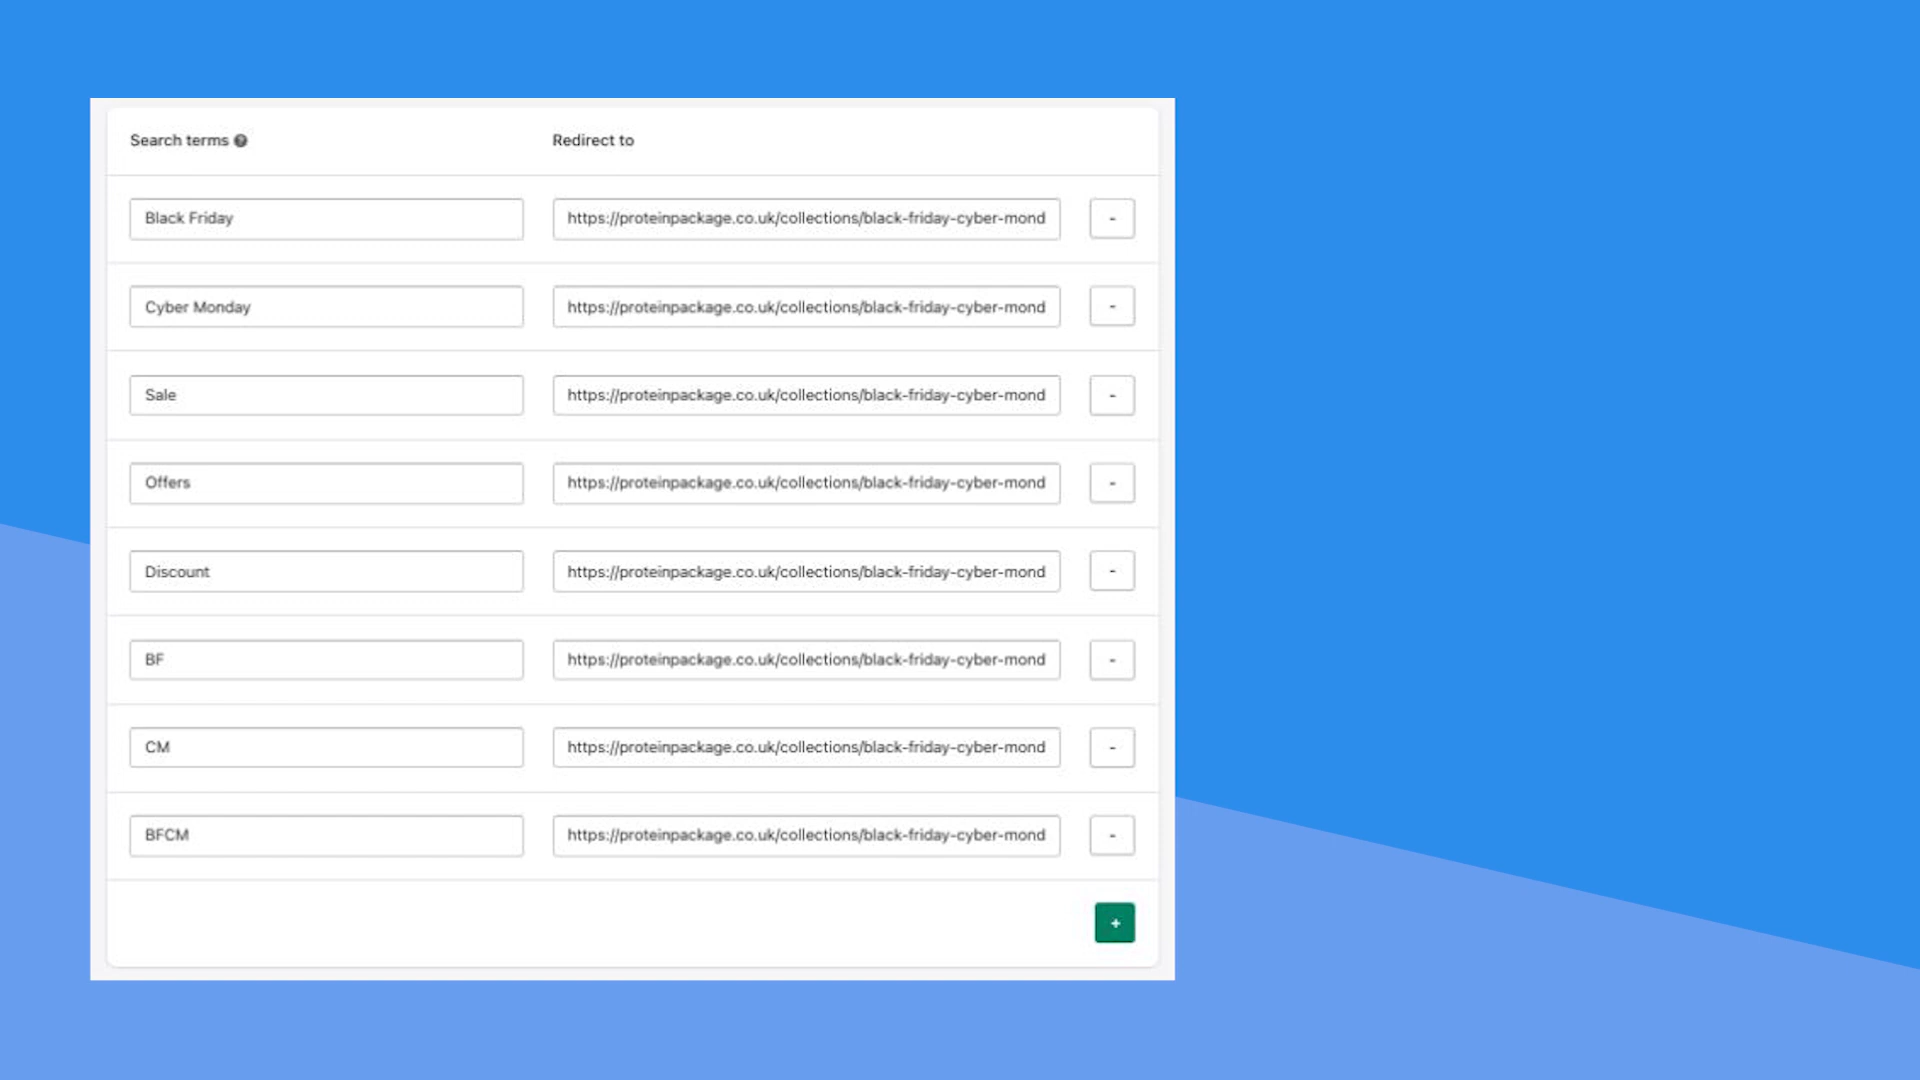 Search terms ? Redirect to
Black Friday https://proteinpackage.co.uk/collections/black-friday-cyber-mond -
Cyber Monday https://proteinpackage.co.uk/collections/black-friday-cyber-mond -
Sale https://proteinpackage.co.uk/collections/black-friday-cyber-mond -
Offers https://proteinpackage.co.uk/collections/black-friday-cyber-mond -
Discount https://proteinpackage.co.uk/collections/black-friday-cyber-mond -
BF https://proteinpackage.co.uk/collections/black-friday-cyber-mond -
CM https://proteinpackage.co.uk/collections/black-friday-cyber-mond -
BFCM https://proteinpackage.co.uk/collections/black-friday-cyber-mond -
+